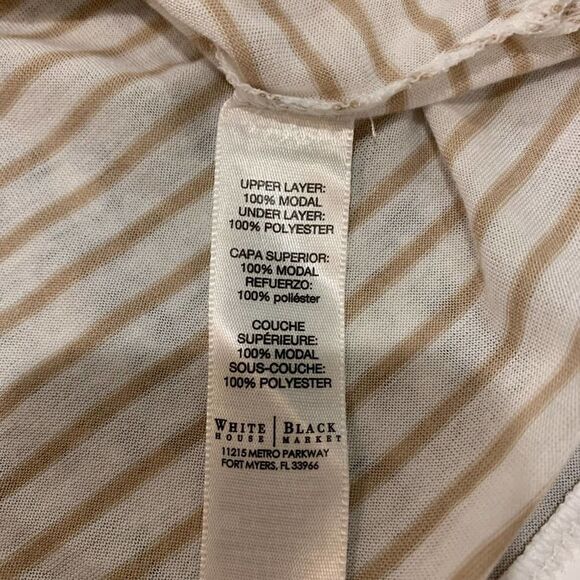 UPPER LAYER:
100% MODAL
UNDER LAYER:
100% POLYESTER
CAPA SUPERIOR:
100% MODAL
REFUERZO:
100% poliéster
COUCHE
SUPÉRIEURE:
100% MODAL
SOUS-COUCHE:
100% POLYESTER
WHITE | BLACK
HOUSE | MARKET
11215 METRO PARKWAY
FORT MYERS, FL 33966